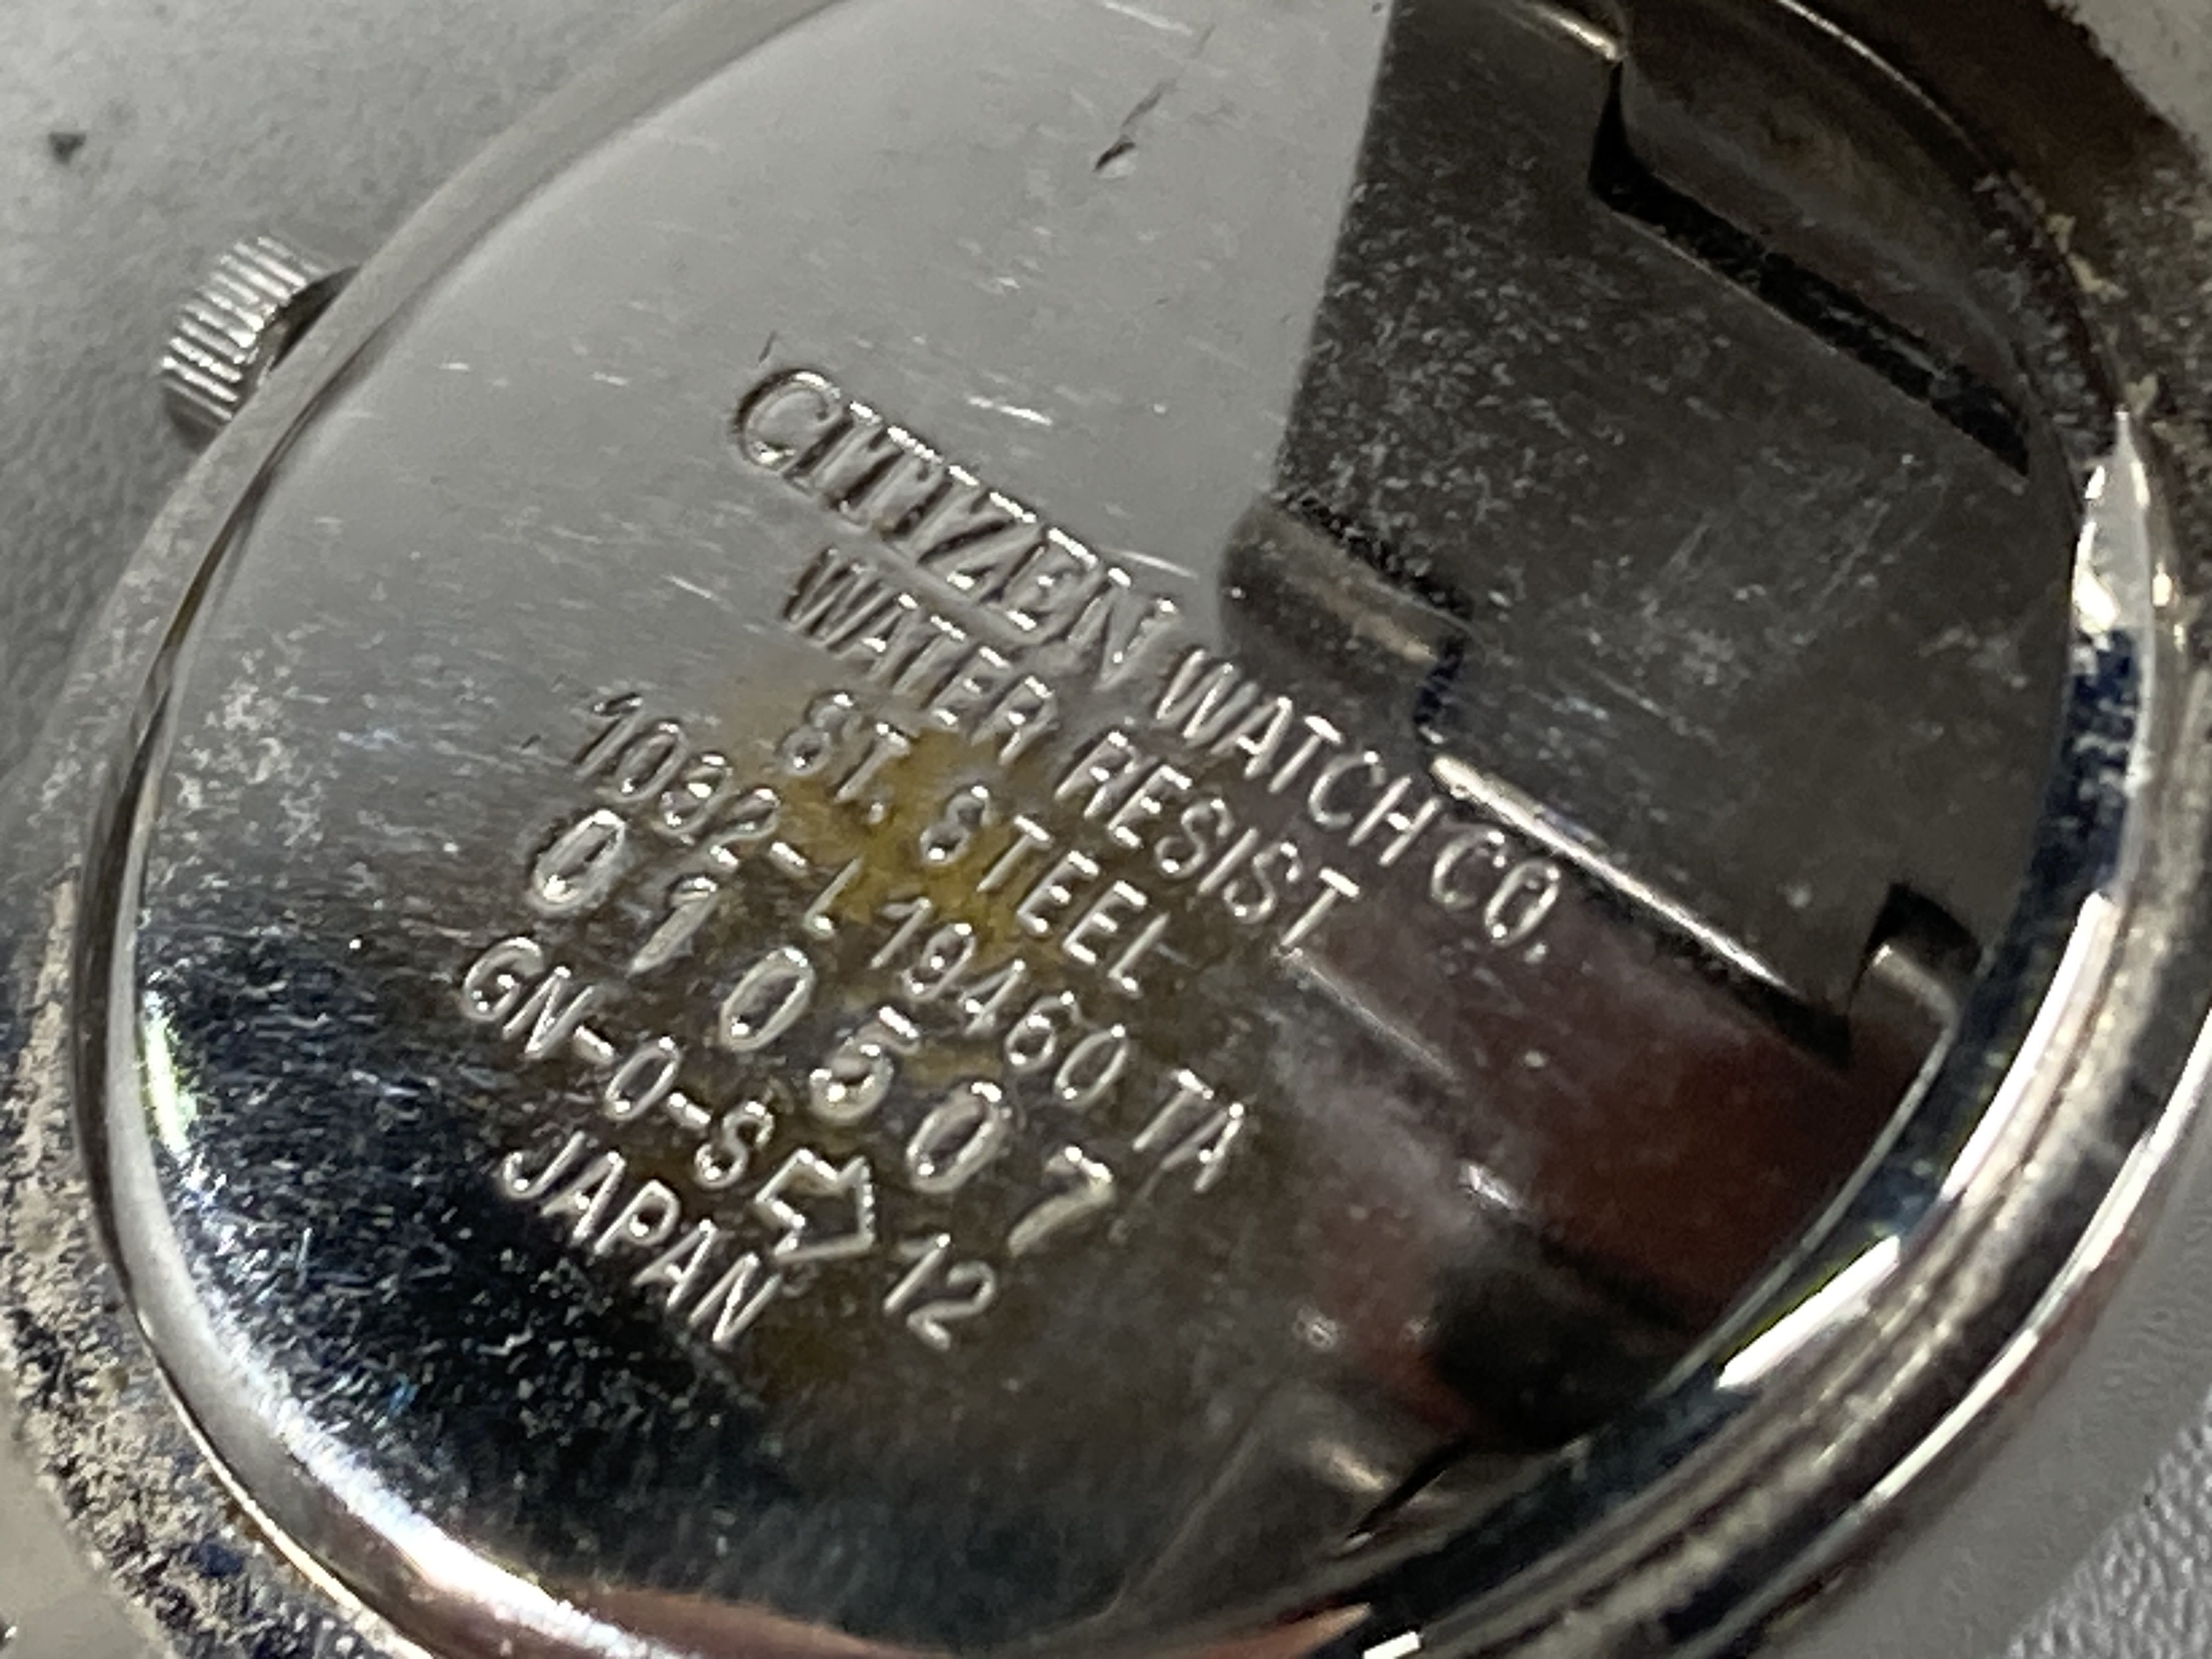 CITIZEN WATCH CO.
WATER RESIST
ST. STEEL
1032-L19460 TA
010507
GN-0-S 12
JAPAN